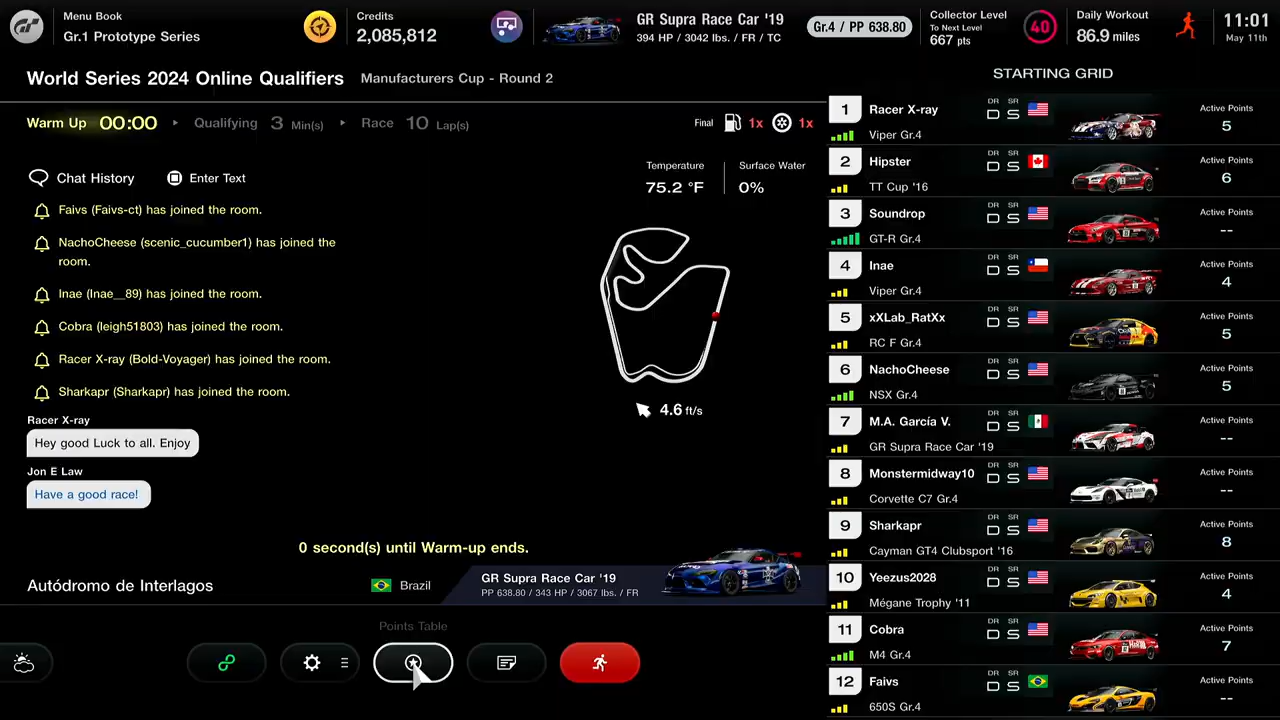 Menu Book
Gr.1 Prototype Series
Credits
2,085,812
GR Supra Race Car '19
394 HP / 3042 lbs. / FR / TC
Gr.4 / PP 638.80
Collector Level
To Next Level
667 pts
40
Daily Workout
86.9 miles
11:01
May 11th
World Series 2024 Online Qualifiers
Manufacturers Cup - Round 2
Warm Up 00:00 Qualifying 3 Min(s) Race 10 Lap(s)
Final 1x 1x
Chat History
Enter Text
Temperature
75.2 °F
Surface Water
0%
Faivs (Faivs-ct) has joined the room.
NachoCheese (scenic_cucumber1) has joined the
room.
Inae (Inae__89) has joined the room.
Cobra (leigh51503) has joined the room.
Racer X-ray (Bold-Voyager) has joined the room.
Sharkapr (Sharkapr) has joined the room.
Racer X-ray
Hey good Luck to all. Enjoy
Jon E Law
Have a good race!
4.6 ft/s
0 second(s) until Warm-up ends.
Autódromo de Interlagos
Brazil
GR Supra Race Car '19
PP 638.80 / 343 HP / 3067 lbs. / FR
Points Table
STARTING GRID
1 Racer X-ray DR D SR S Active Points
Viper Gr.4 5
2 Hipster DR D SR S Active Points
TT Cup '16 6
3 Soundrop DR D SR S Active Points
GT-R Gr.4 --
4 Inae DR D SR S Active Points
Viper Gr.4 4
5 xXLab_RatXx DR D SR S Active Points
RC F Gr.4 5
6 NachoCheese DR D SR S Active Points
NSX Gr.4 5
7 M.A. García V. DR D SR S Active Points
GR Supra Race Car '19 --
8 Monstermidway10 DR D SR S Active Points
Corvette C7 Gr.4 --
9 Sharkapr DR D SR S Active Points
Cayman GT4 Clubsport '16 8
10 Yeezus2028 DR D SR S Active Points
Mégane Trophy '11 4
11 Cobra DR D SR S Active Points
M4 Gr.4 7
12 Faivs DR D SR S Active Points
650S Gr.4 --